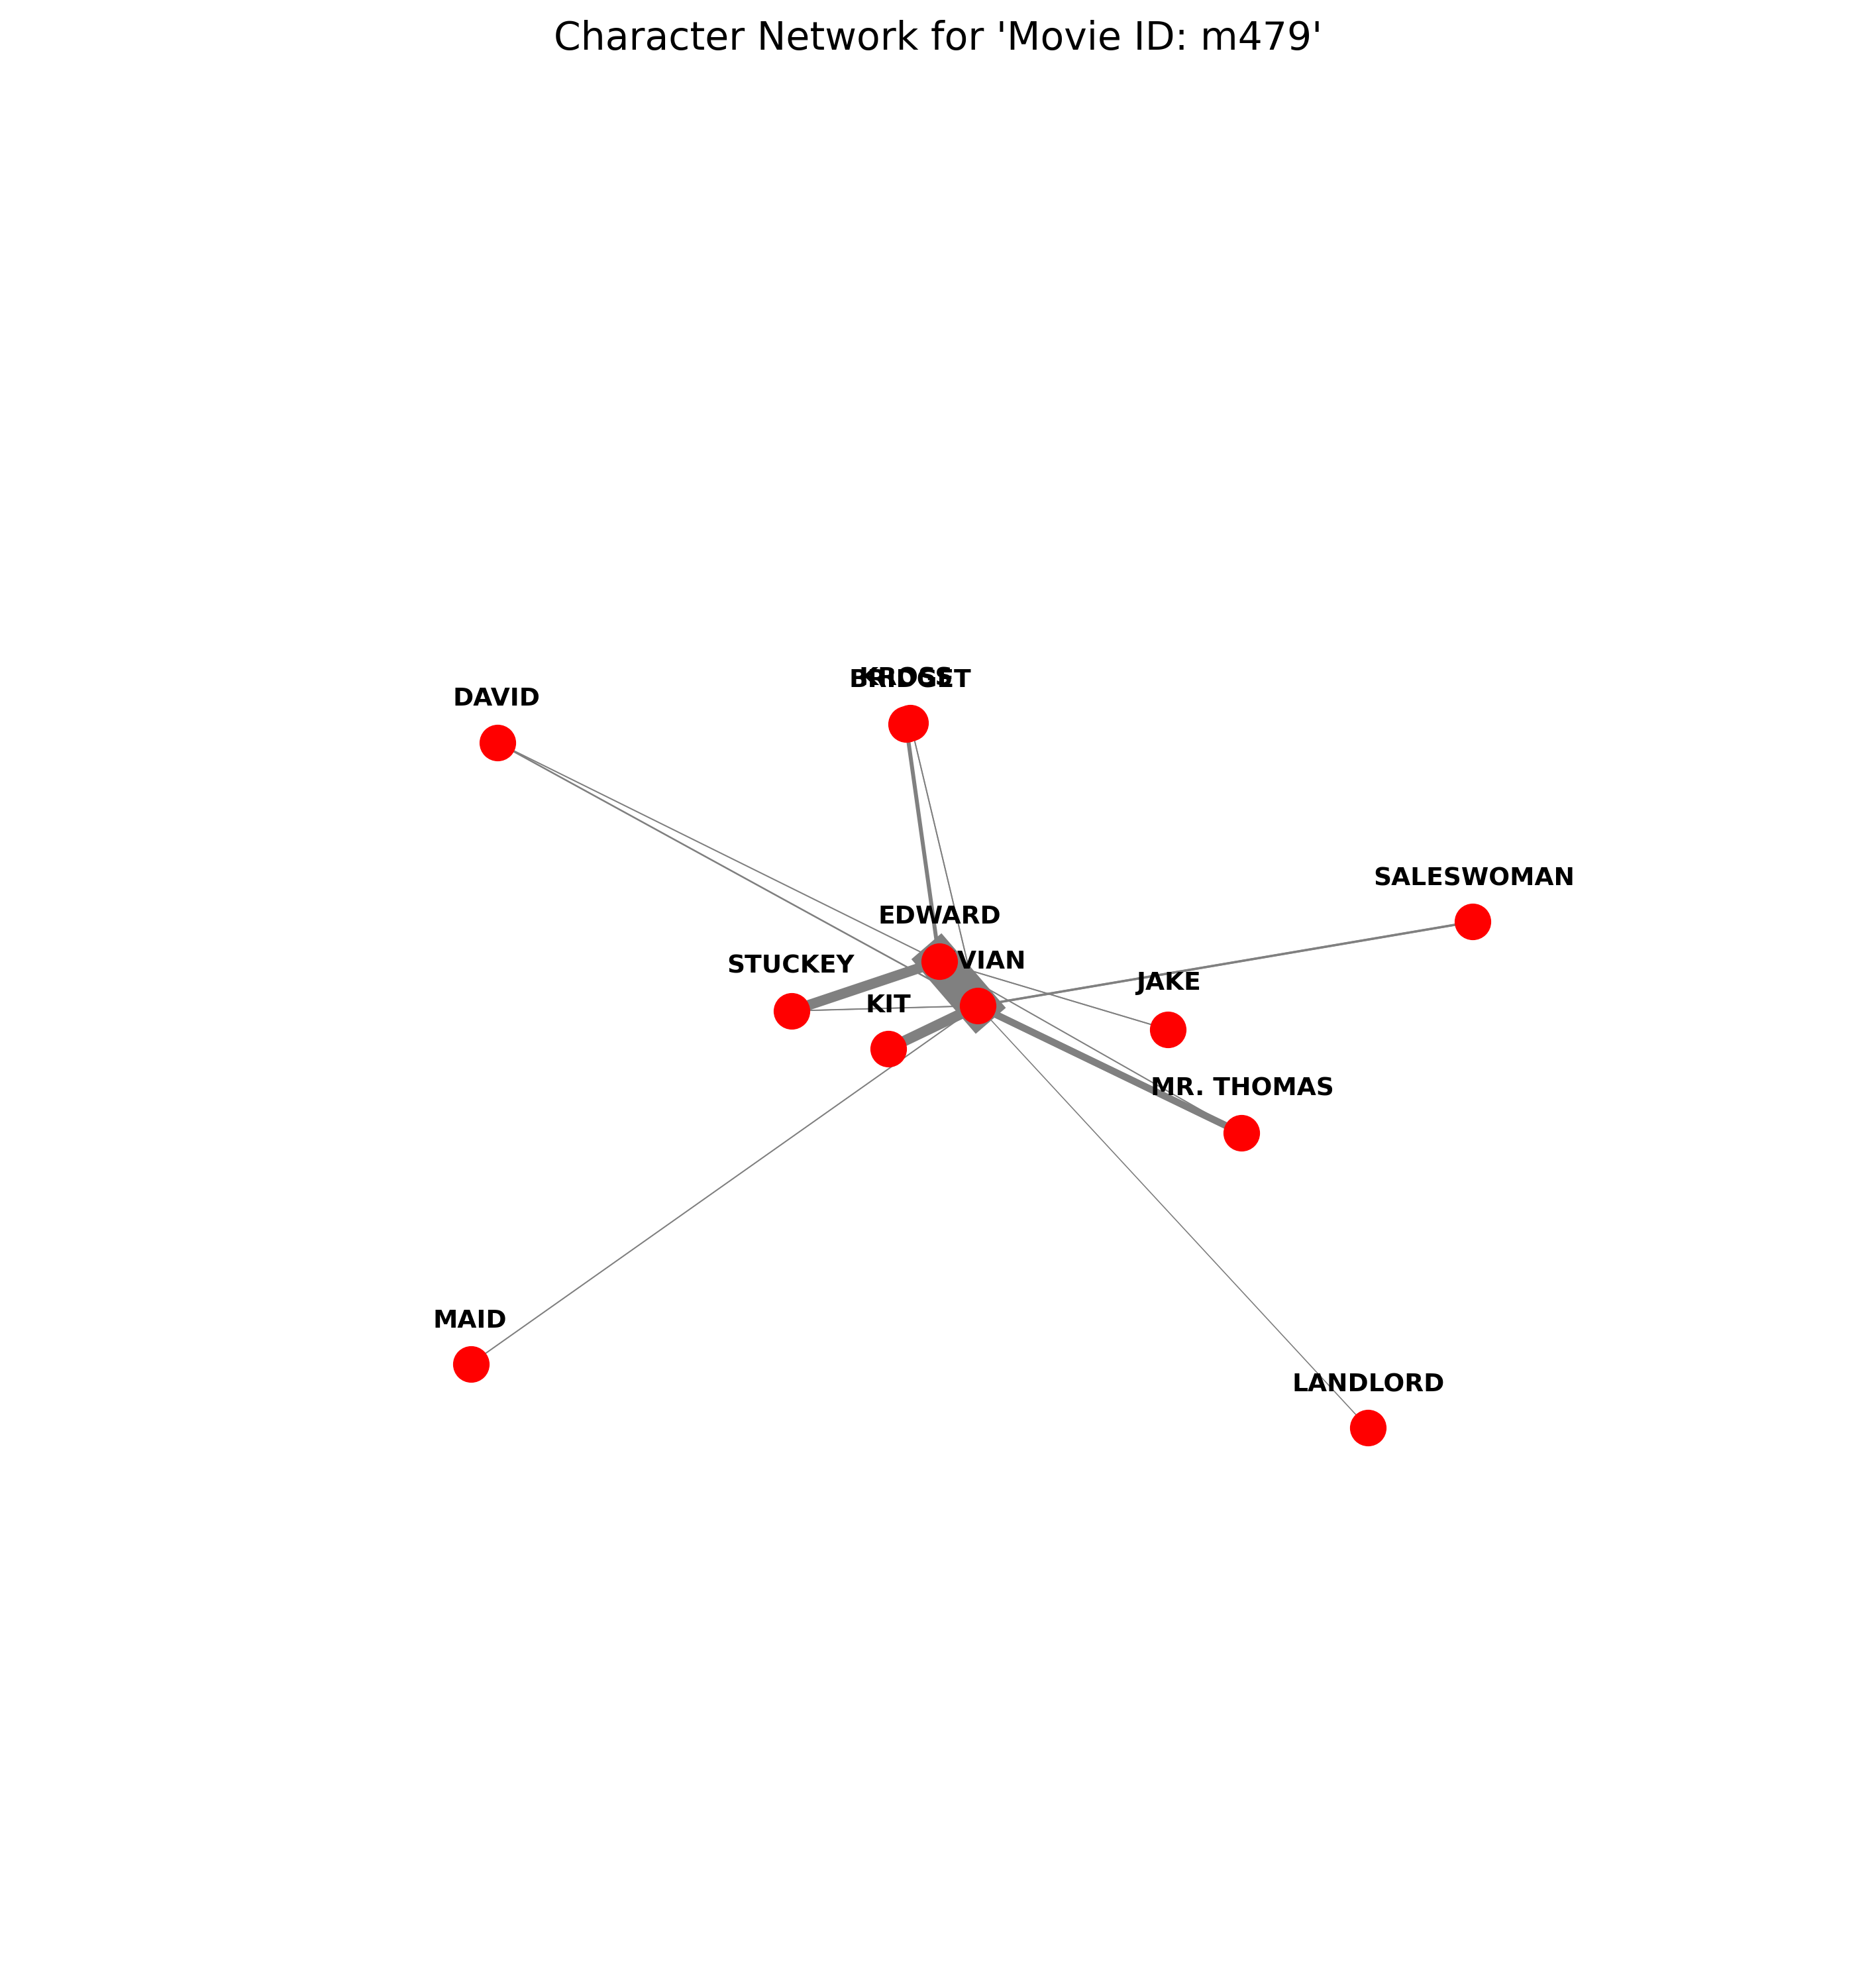 Character Network for 'Movie ID: m479'
KROSS
BRIDGET
DAVID
SALESWOMAN
EDWARD
VIAN
STUCKEY
JAKE
KIT
MR. THOMAS
MAID
LANDLORD